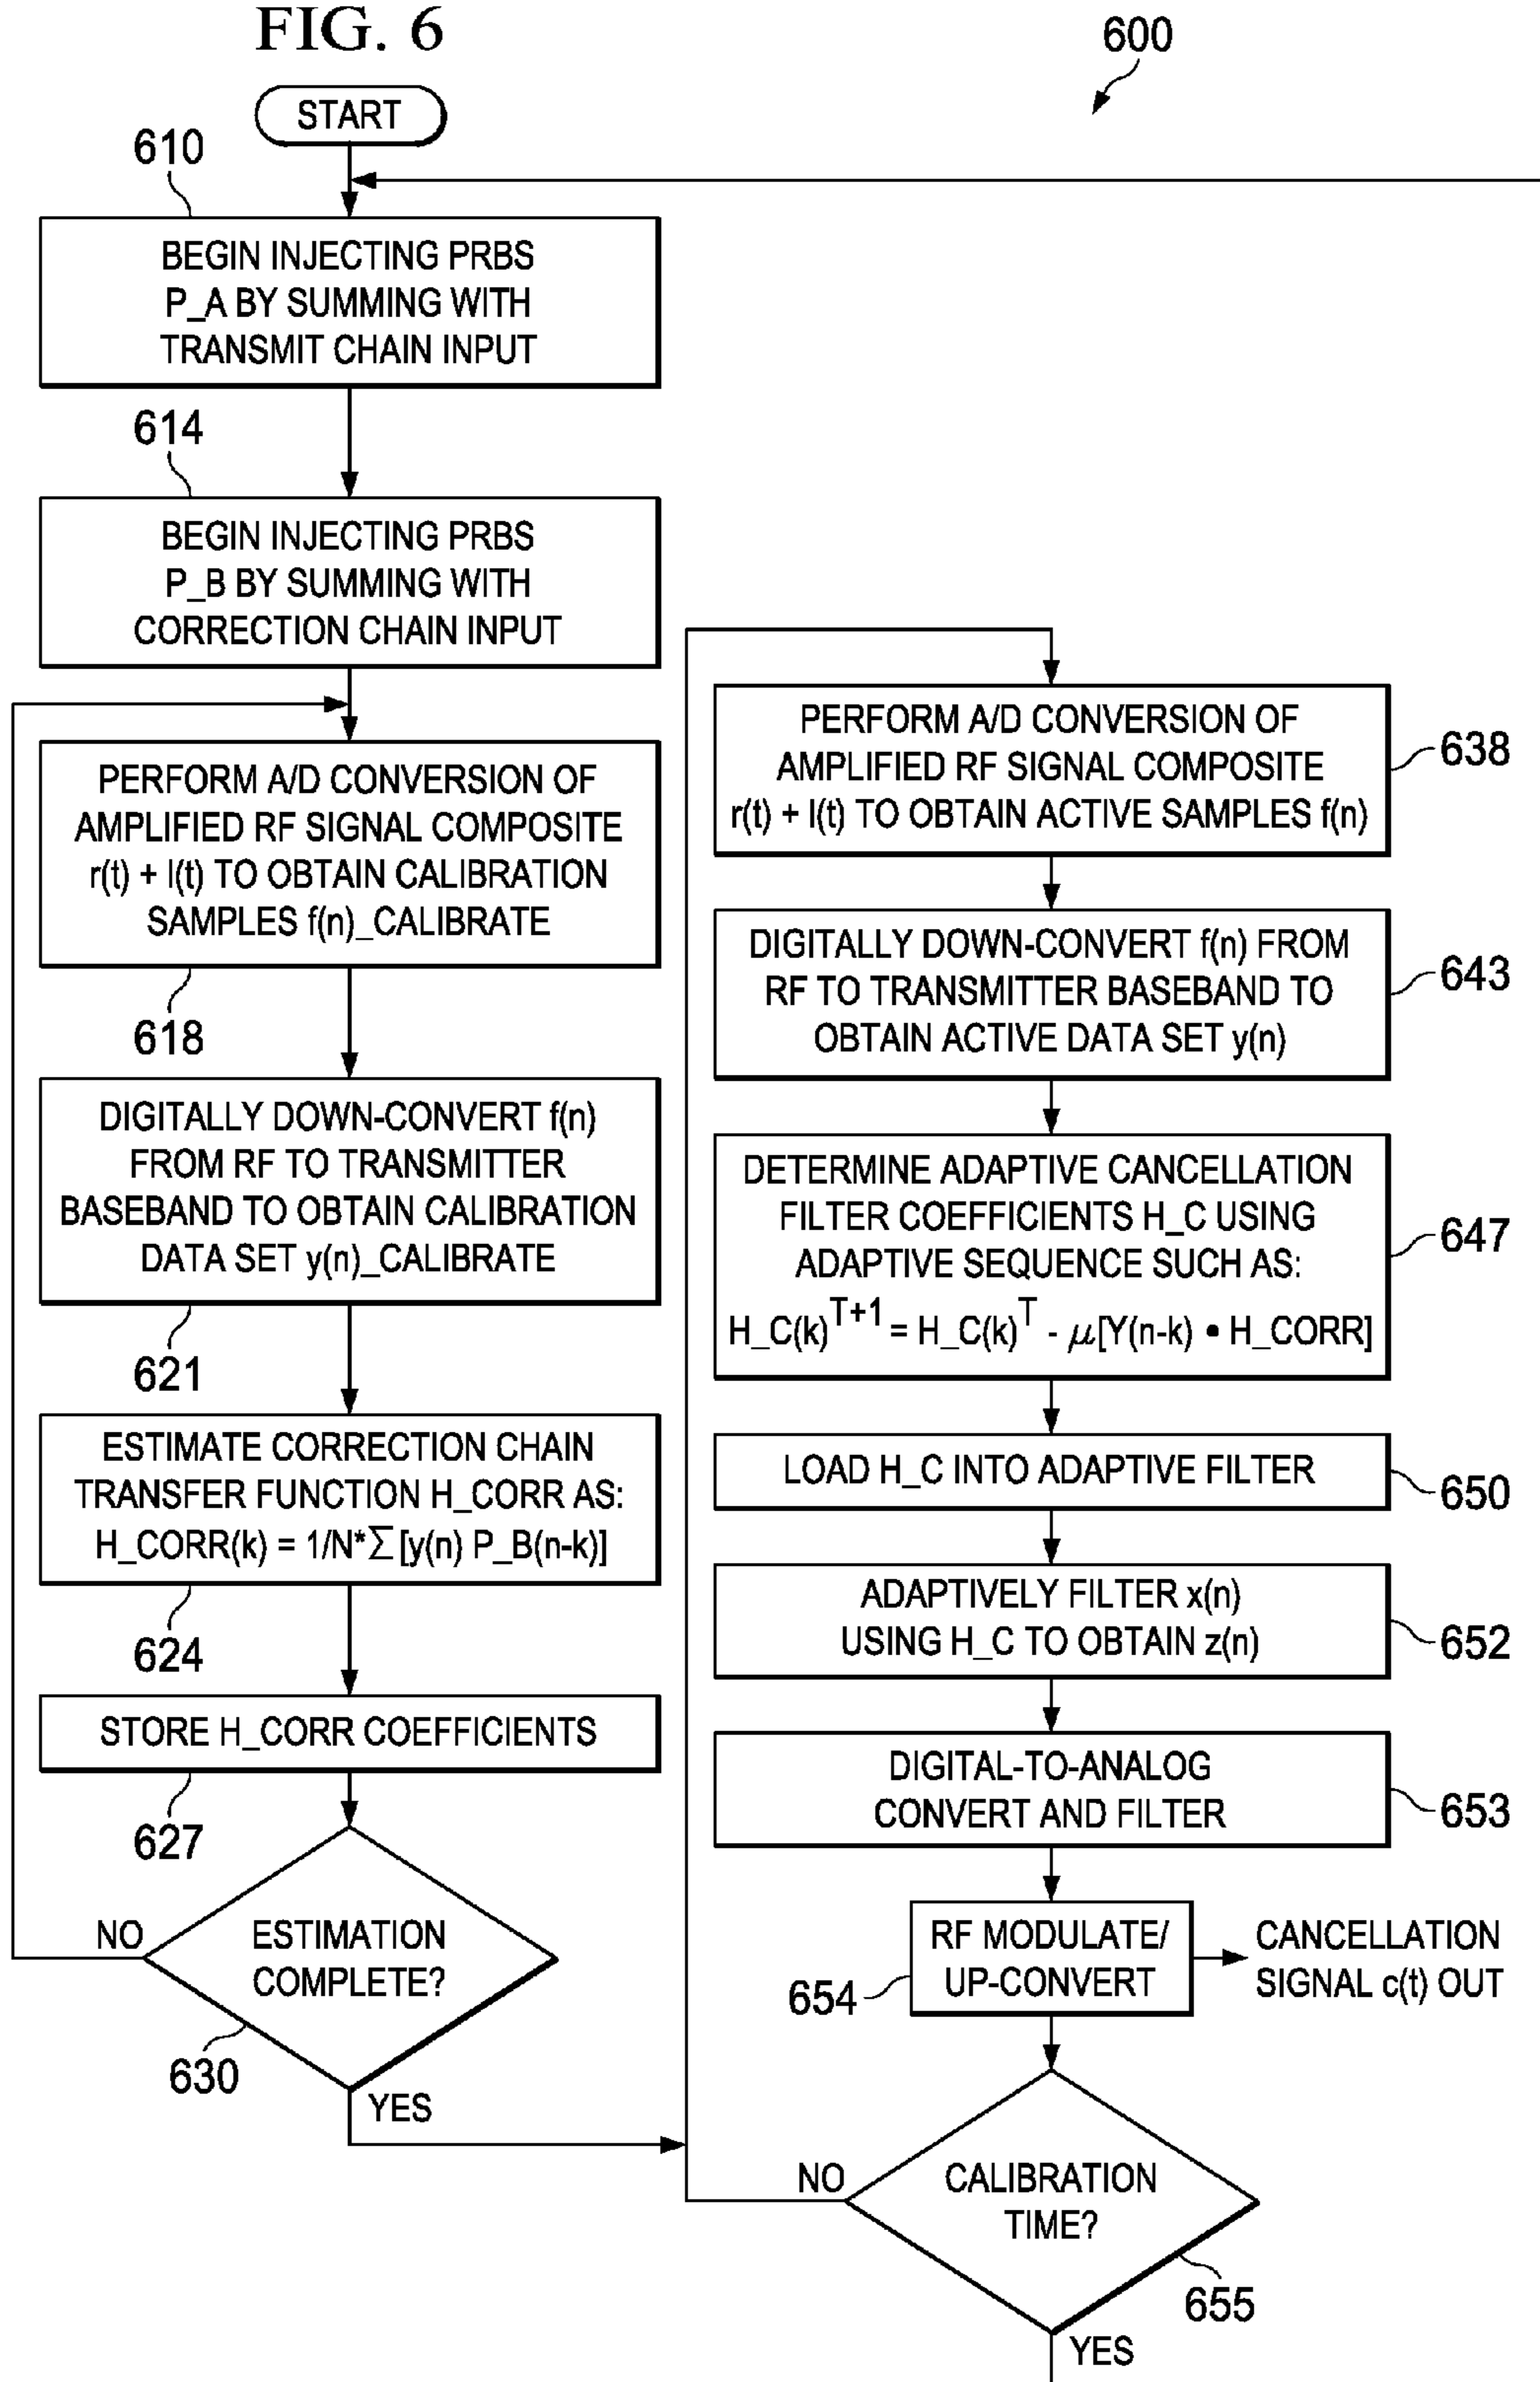 FIG. 6
600
START
610
BEGIN INJECTING PRBS
P_A BY SUMMING WITH
TRANSMIT CHAIN INPUT
614
BEGIN INJECTING PRBS
P_B BY SUMMING WITH
CORRECTION CHAIN INPUT
PERFORM A/D CONVERSION OF
AMPLIFIED RF SIGNAL COMPOSITE
r(t) + l(t) TO OBTAIN CALIBRATION
SAMPLES f(n)_CALIBRATE
618
DIGITALLY DOWN-CONVERT f(n)
FROM RF TO TRANSMITTER
BASEBAND TO OBTAIN CALIBRATION
DATA SET y(n)_CALIBRATE
621
ESTIMATE CORRECTION CHAIN
TRANSFER FUNCTION H_CORR AS:
H_CORR(k) = 1/N*∑ [y(n) P_B(n-k)]
624
STORE H_CORR COEFFICIENTS
627
NO
ESTIMATION
COMPLETE?
630
YES
PERFORM A/D CONVERSION OF
AMPLIFIED RF SIGNAL COMPOSITE
r(t) + l(t) TO OBTAIN ACTIVE SAMPLES f(n)
638
DIGITALLY DOWN-CONVERT f(n) FROM
RF TO TRANSMITTER BASEBAND TO
OBTAIN ACTIVE DATA SET y(n)
643
DETERMINE ADAPTIVE CANCELLATION
FILTER COEFFICIENTS H_C USING
ADAPTIVE SEQUENCE SUCH AS:
H_C(k)^T+1 = H_C(k)^T - μ[Y(n-k) • H_CORR]
647
LOAD H_C INTO ADAPTIVE FILTER
650
ADAPTIVELY FILTER x(n)
USING H_C TO OBTAIN z(n)
652
DIGITAL-TO-ANALOG
CONVERT AND FILTER
653
RF MODULATE/
UP-CONVERT
654
CANCELLATION
SIGNAL c(t) OUT
NO
CALIBRATION
TIME?
655
YES